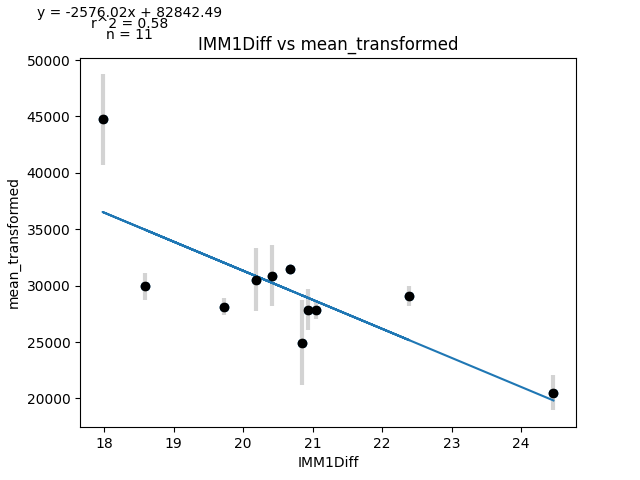 y = -2576.02x + 82842.49
r^2 = 0.58
n = 11
IMM1Diff vs mean_transformed
50000
45000
40000
35000
30000
25000
20000
mean_transformed
18 19 20 21 22 23 24
IMM1Diff